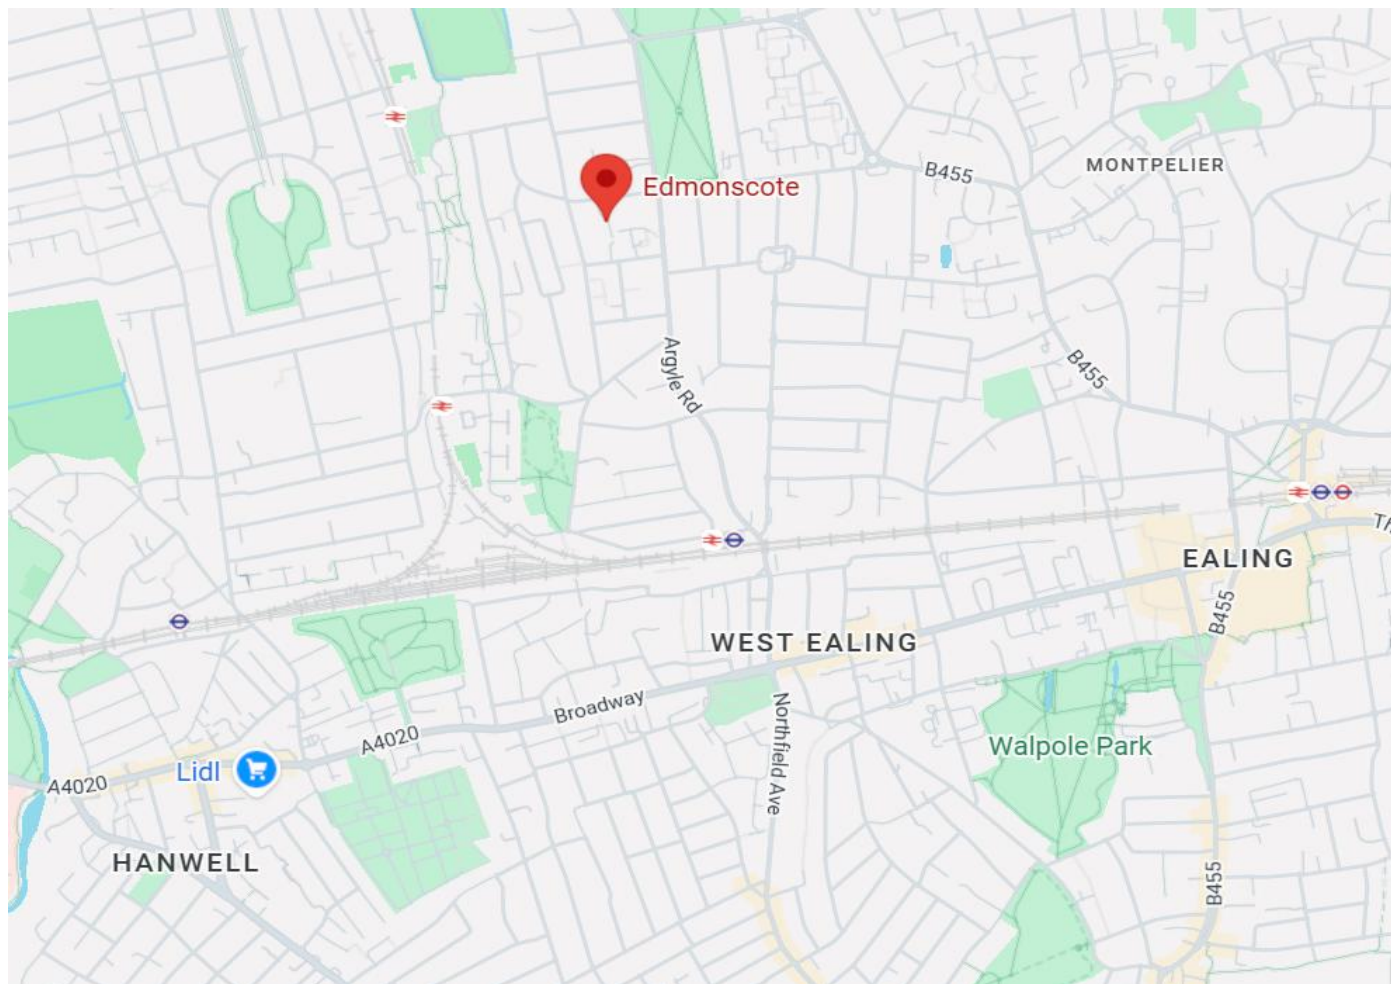 Edmonscote
B455
MONTPELIER
Argyle Rd
B455
Th
EALING
B455
WEST EALING
Broadway
Northfield Ave
A4020
Walpole Park
Lidl
A4020
HANWELL
B455